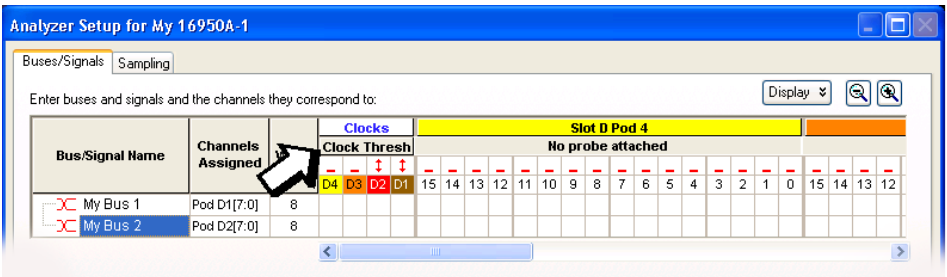 Analyzer Setup for My 16950A-1
Buses/Signals Sampling
Enter buses and signals and the channels they correspond to:
Display
Bus/Signal Name
Channels Assigned
Clocks
Clock Thresh
D4 D3 D2 D1
Slot D Pod 4
No probe attached
15 14 13 12 11 10 9 8 7 6 5 4 3 2 1 0 15 14 13 12
My Bus 1 Pod D1[7:0] 8
My Bus 2 Pod D2[7:0] 8